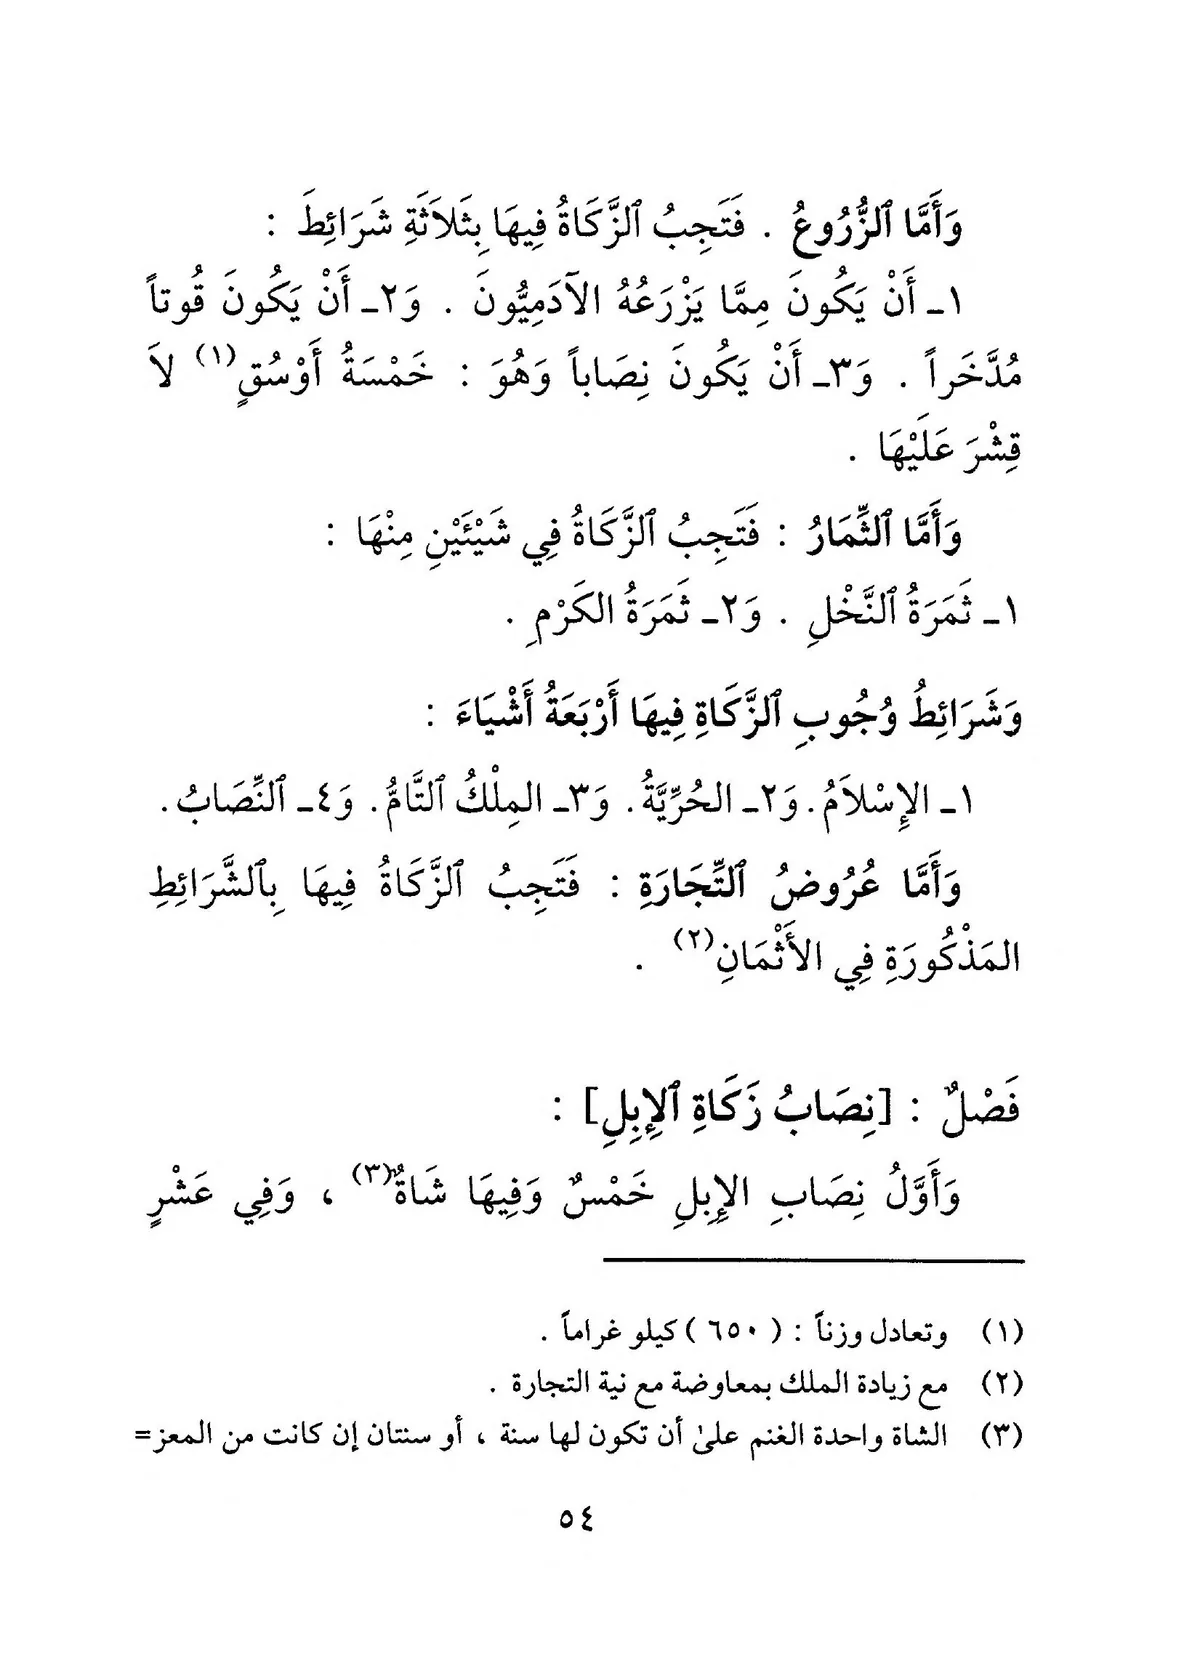 وَأَمَّا ٱلزُّرُوعُ . فَتَجِبُ ٱلزَّكَاةُ فِيهَا بِثَلاَثَةِ شَرَائِطَ :
١ـ أَنْ يَكُونَ مِمَّا يَزْرَعُهُ الآدَمِيُّونَ . وَ٢ـ أَنْ يَكُونَ قُوتاً
مُدَّخَراً . وَ٣ـ أَنْ يَكُونَ نِصَاباً وَهُوَ : خَمْسَةُ أَوْسُقٍ(١) لاَ
قِشْرَ عَلَيْهَا .
وَأَمَّا ٱلثِّمَارُ : فَتَجِبُ ٱلزَّكَاةُ فِي شَيْئَيْنِ مِنْهَا :
١ـ ثَمَرَةُ ٱلنَّخْلِ . وَ٢ـ ثَمَرَةُ الكَرْمِ .
وَشَرَائِطُ وُجُوبِ ٱلزَّكَاةِ فِيهَا أَرْبَعَةُ أَشْيَاءَ :
١ـ الإِسْلاَمُ. وَ٢ـ الحُرِّيَّةُ. وَ٣ـ المِلْكُ ٱلتَّامُّ. وَ٤ـ ٱلنِّصَابُ.
وَأَمَّا عُرُوضُ ٱلتِّجَارَةِ : فَتَجِبُ ٱلزَّكَاةُ فِيهَا بِٱلشَّرَائِطِ
المَذْكُورَةِ فِي الأَثْمَانِ(٢) .
فَصْلٌ : [نِصَابُ زَكَاةِ ٱلإِبِلِ] :
وَأَوَّلُ نِصَابِ الإِبِلِ خَمْسٌ وَفِيهَا شَاةٌ(٣) ، وَفِي عَشْرٍ
(١) وتعادل وزناً : ( ٦٥٠ ) كيلو غراماً .
(٢) مع زيادة الملك بمعاوضة مع نية التجارة .
(٣) الشاة واحدة الغنم علىٰ أن تكون لها سنة ، أو سنتان إن كانت من المعز=
٥٤